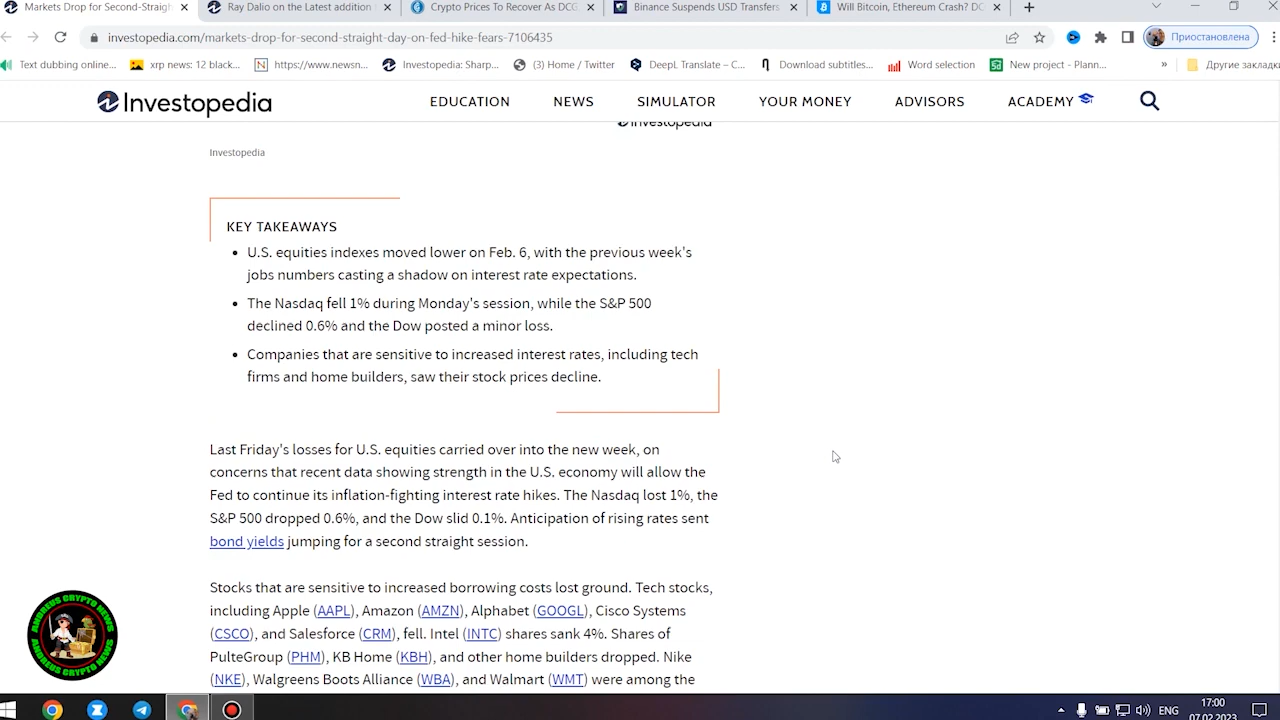 Markets Drop for Second-Straigh
Ray Dalio on the Latest addition
Crypto Prices To Recover As DCG
Binance Suspends USD Transfers
Will Bitcoin, Ethereum Crash? DC
investopedia.com/markets-drop-for-second-straight-day-on-fed-hike-fears-7106435
Приостановлена
Text dubbing online...
xrp news: 12 black...
https://www.newsn...
Investopedia: Sharp...
(3) Home / Twitter
DeepL Translate – C...
Download subtitles...
Word selection
New project - Plann...
»
Другие закладки
Investopedia
EDUCATION
NEWS
SIMULATOR
YOUR MONEY
ADVISORS
ACADEMY
Investopedia
Investopedia
KEY TAKEAWAYS
• U.S. equities indexes moved lower on Feb. 6, with the previous week's
jobs numbers casting a shadow on interest rate expectations.
• The Nasdaq fell 1% during Monday's session, while the S&P 500
declined 0.6% and the Dow posted a minor loss.
• Companies that are sensitive to increased interest rates, including tech
firms and home builders, saw their stock prices decline.
Last Friday's losses for U.S. equities carried over into the new week, on
concerns that recent data showing strength in the U.S. economy will allow the
Fed to continue its inflation-fighting interest rate hikes. The Nasdaq lost 1%, the
S&P 500 dropped 0.6%, and the Dow slid 0.1%. Anticipation of rising rates sent
bond yields jumping for a second straight session.
Stocks that are sensitive to increased borrowing costs lost ground. Tech stocks,
including Apple (AAPL), Amazon (AMZN), Alphabet (GOOGL), Cisco Systems
(CSCO), and Salesforce (CRM), fell. Intel (INTC) shares sank 4%. Shares of
PulteGroup (PHM), KB Home (KBH), and other home builders dropped. Nike
(NKE), Walgreens Boots Alliance (WBA), and Walmart (WMT) were among the
ANDREUS CRYPTO NEWS
ANDREUS CRYPTO NEWS
ENG
17:00
07.02.2023